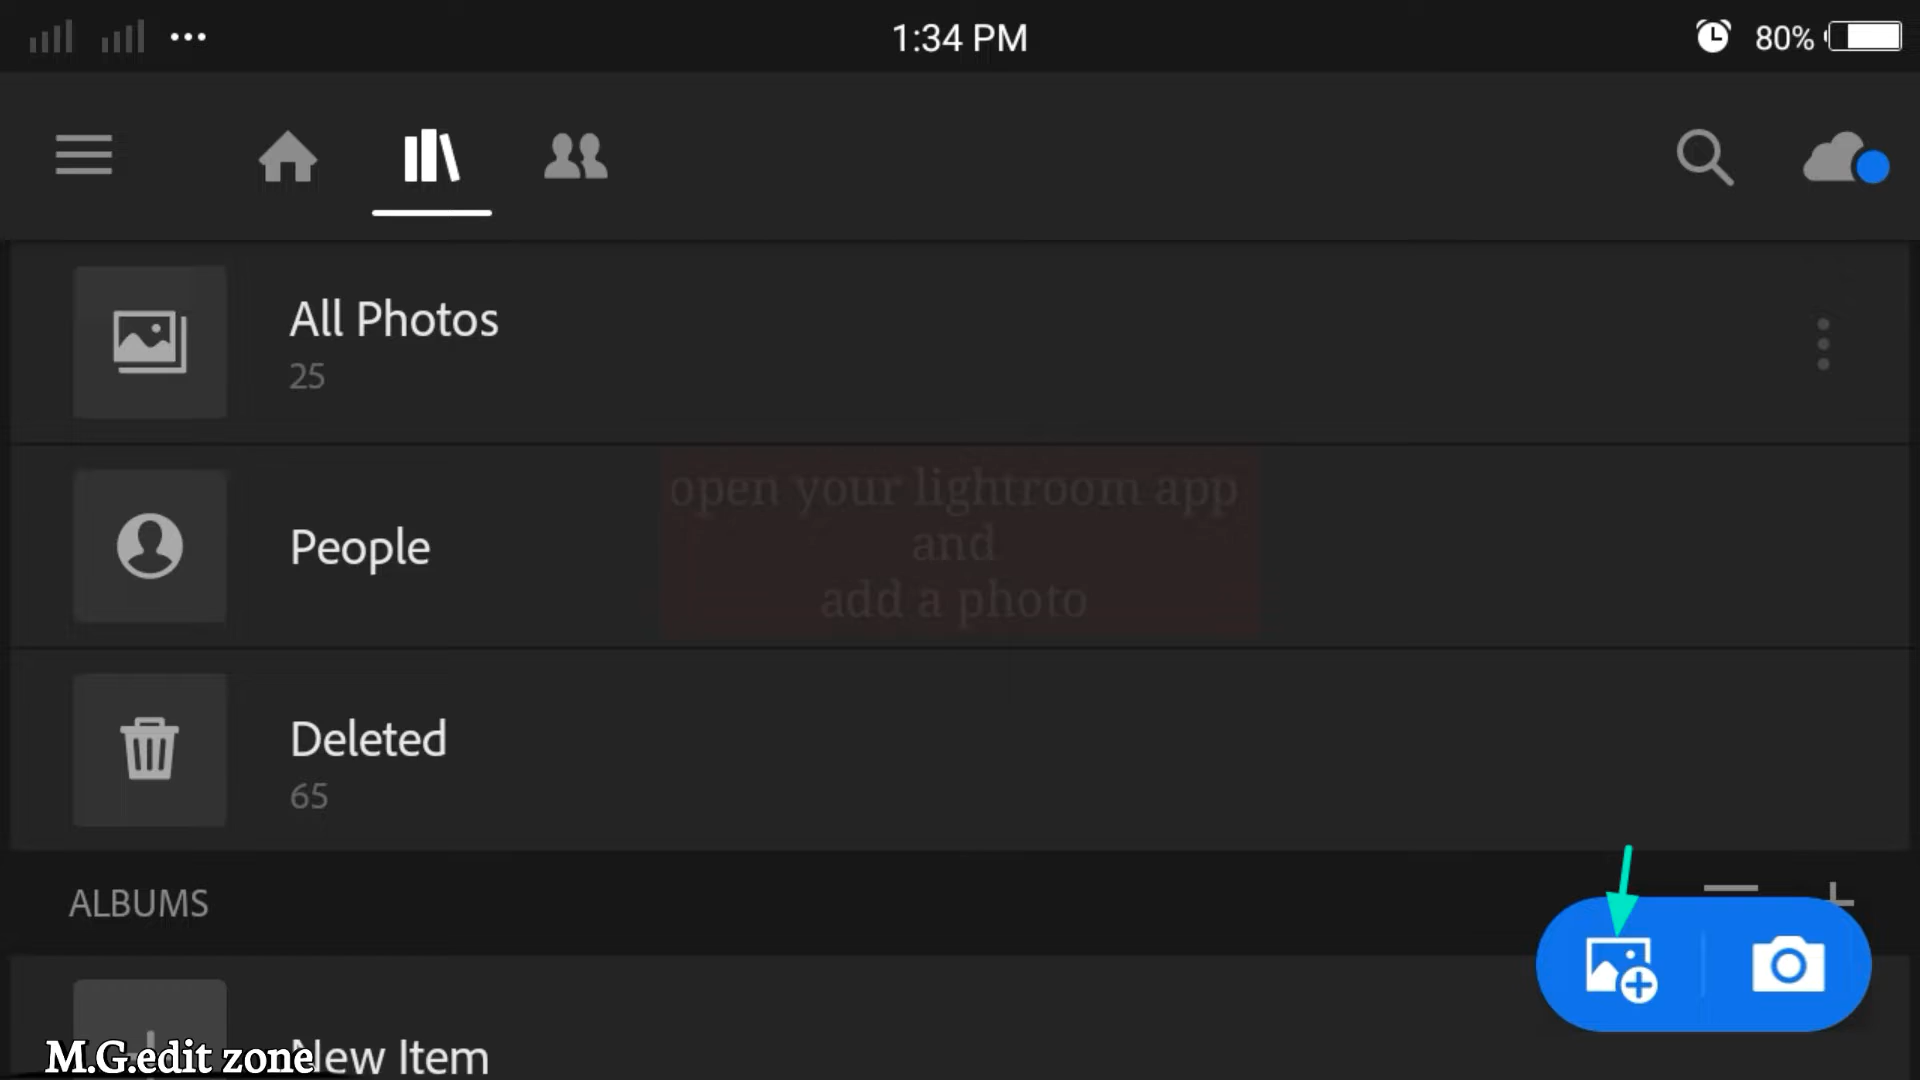 1:34 PM
80%
All Photos
25
open your lightroom app
and
add a photo
People
Deleted
65
ALBUMS
New Item
M.G.edit zone